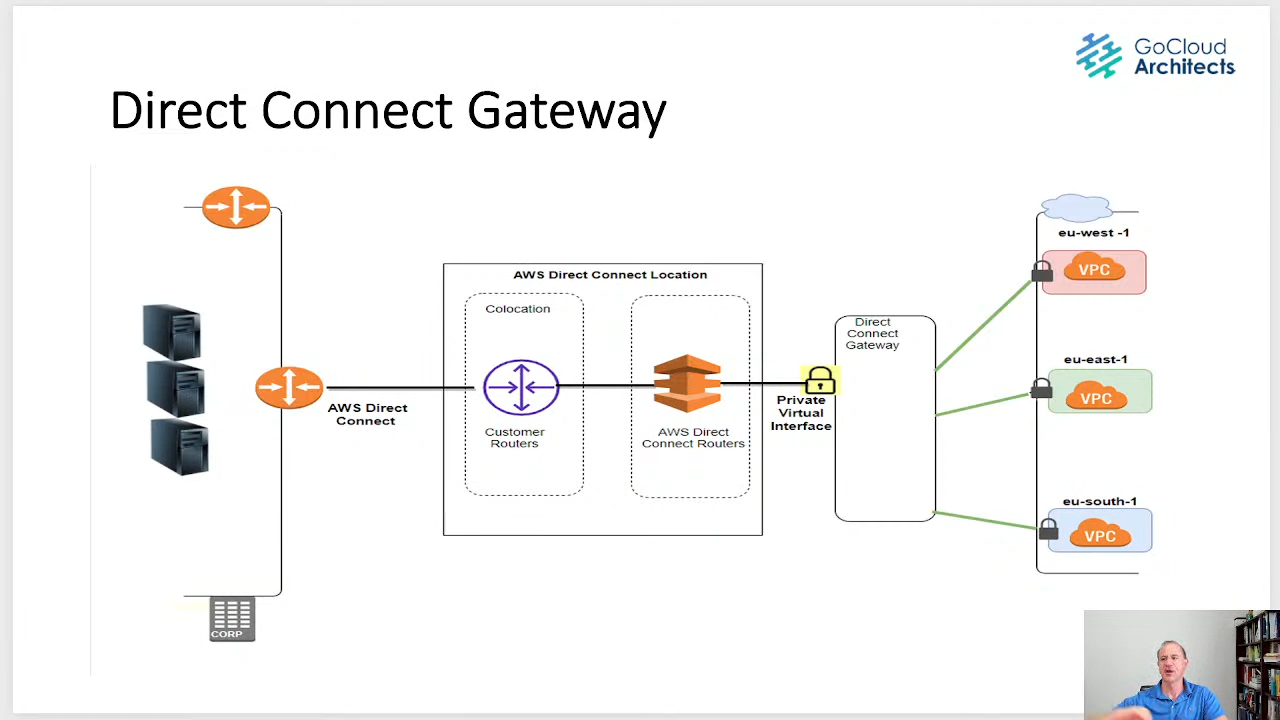 GoCloud
Architects
Direct Connect Gateway
eu-west -1
VPC
AWS Direct Connect Location
Colocation
Direct
Connect
Gateway
eu-east-1
VPC
AWS Direct
Connect
Customer
Routers
AWS Direct
Connect Routers
Private
Virtual
Interface
eu-south-1
VPC
CORP